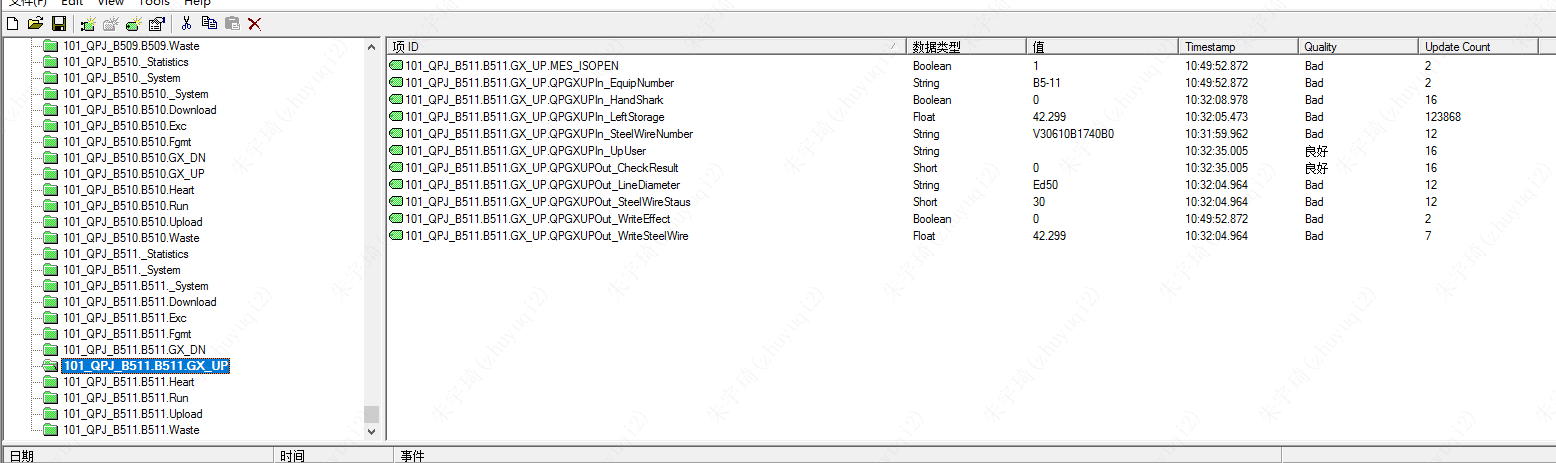 文件(F) Edit View Tools Help
101_QPJ_B509.B509.Waste
101_QPJ_B510._Statistics
101_QPJ_B510._System
101_QPJ_B510.B510._System
101_QPJ_B510.B510.Download
101_QPJ_B510.B510.Exc
101_QPJ_B510.B510.Fgmt
101_QPJ_B510.B510.GX_DN
101_QPJ_B510.B510.GX_UP
101_QPJ_B510.B510.Heart
101_QPJ_B510.B510.Run
101_QPJ_B510.B510.Upload
101_QPJ_B510.B510.Waste
101_QPJ_B511._Statistics
101_QPJ_B511._System
101_QPJ_B511.B511._System
101_QPJ_B511.B511.Download
101_QPJ_B511.B511.Exc
101_QPJ_B511.B511.Fgmt
101_QPJ_B511.B511.GX_DN
101_QPJ_B511.B511.GX_UP
101_QPJ_B511.B511.Heart
101_QPJ_B511.B511.Run
101_QPJ_B511.B511.Upload
101_QPJ_B511.B511.Waste
项 ID 数据类型 值 Timestamp Quality Update Count
101_QPJ_B511.B511.GX_UP.MES_ISOPEN Boolean 1 10:49:52.872 Bad 2
101_QPJ_B511.B511.GX_UP.QPGXUPIn_EquipNumber String B5-11 10:49:52.872 Bad 2
101_QPJ_B511.B511.GX_UP.QPGXUPIn_HandShark Boolean 0 10:32:08.978 Bad 16
101_QPJ_B511.B511.GX_UP.QPGXUPIn_LeftStorage Float 42.299 10:32:05.473 Bad 123868
101_QPJ_B511.B511.GX_UP.QPGXUPIn_SteelWireNumber String V30610B1740B0 10:31:59.962 Bad 12
101_QPJ_B511.B511.GX_UP.QPGXUPIn_UpUser String 10:32:35.005 良好 16
101_QPJ_B511.B511.GX_UP.QPGXUPOut_CheckResult Short 0 10:32:35.005 良好 16
101_QPJ_B511.B511.GX_UP.QPGXUPOut_LineDiameter String Ed50 10:32:04.964 Bad 12
101_QPJ_B511.B511.GX_UP.QPGXUPOut_SteelWireStaus Short 30 10:32:04.964 Bad 12
101_QPJ_B511.B511.GX_UP.QPGXUPOut_WriteEffect Boolean 0 10:49:52.872 Bad 2
101_QPJ_B511.B511.GX_UP.QPGXUPOut_WriteSteelWire Float 42.299 10:32:04.964 Bad 7
日期 时间 事件
朱宇琦(zhuyuqi2)